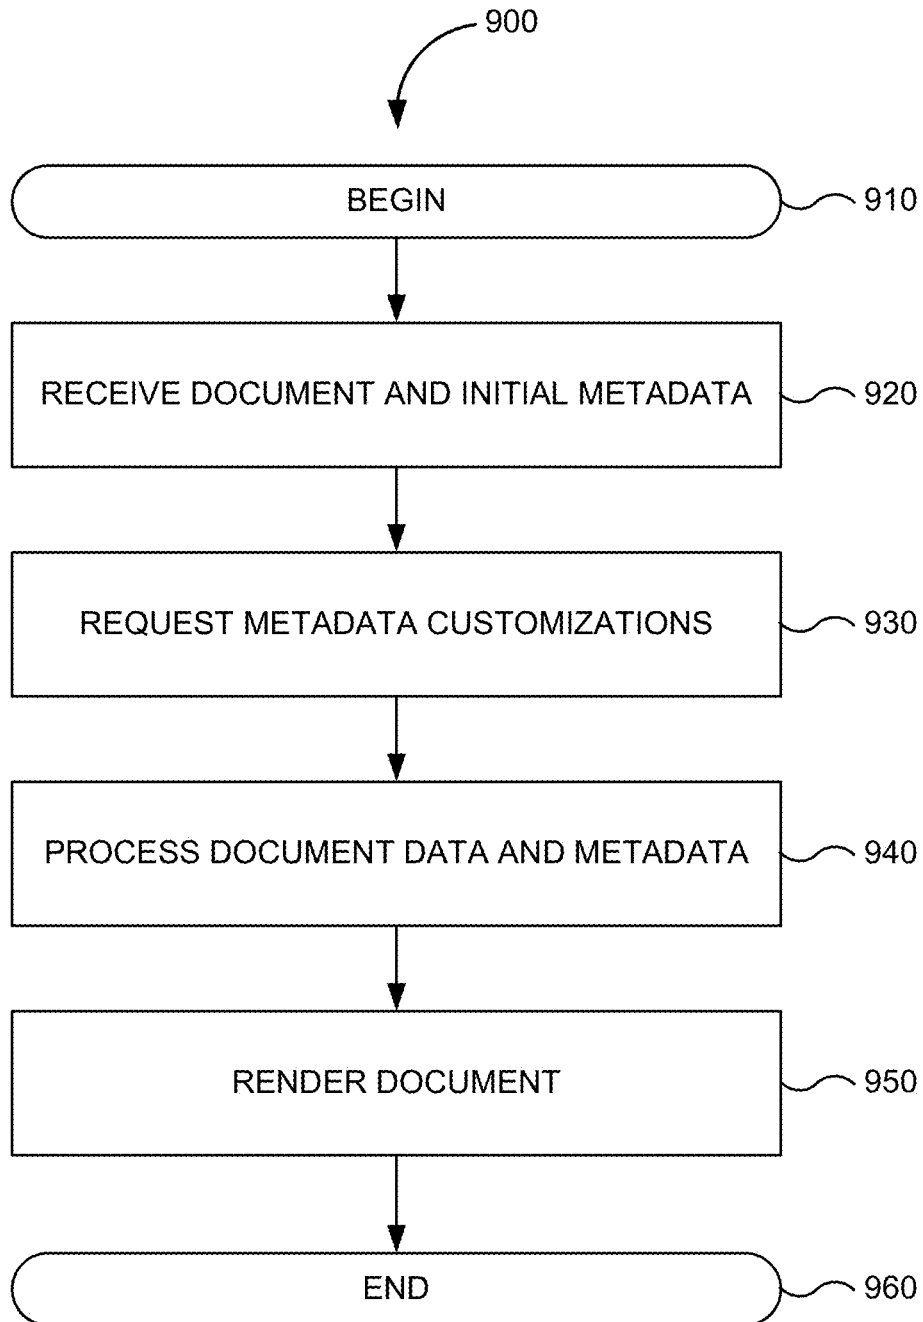 900
BEGIN
910
RECEIVE DOCUMENT AND INITIAL METADATA
920
REQUEST METADATA CUSTOMIZATIONS
930
PROCESS DOCUMENT DATA AND METADATA
940
RENDER DOCUMENT
950
END
960